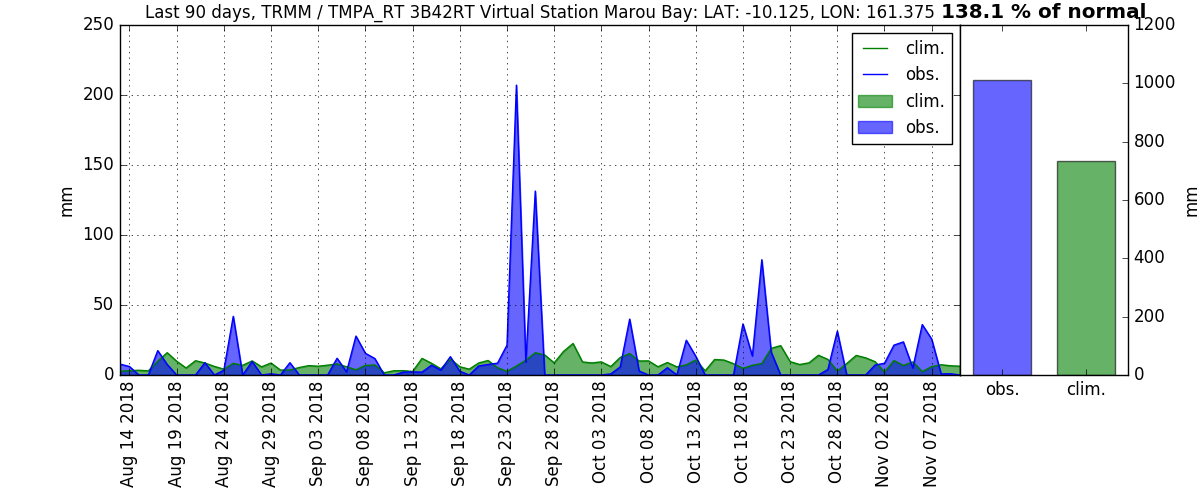 Last 90 days, TRMM / TMPA_RT 3B42RT Virtual Station Marou Bay: LAT: -10.125, LON: 161.375 138.1 % of normal
250
200
150
100
50
0
mm
clim.
obs.
clim.
obs.
1200
1000
800
600
400
200
0
mm
obs.
clim.
Aug 14 2018
Aug 19 2018
Aug 24 2018
Aug 29 2018
Sep 03 2018
Sep 08 2018
Sep 13 2018
Sep 18 2018
Sep 23 2018
Sep 28 2018
Oct 03 2018
Oct 08 2018
Oct 13 2018
Oct 18 2018
Oct 23 2018
Oct 28 2018
Nov 02 2018
Nov 07 2018